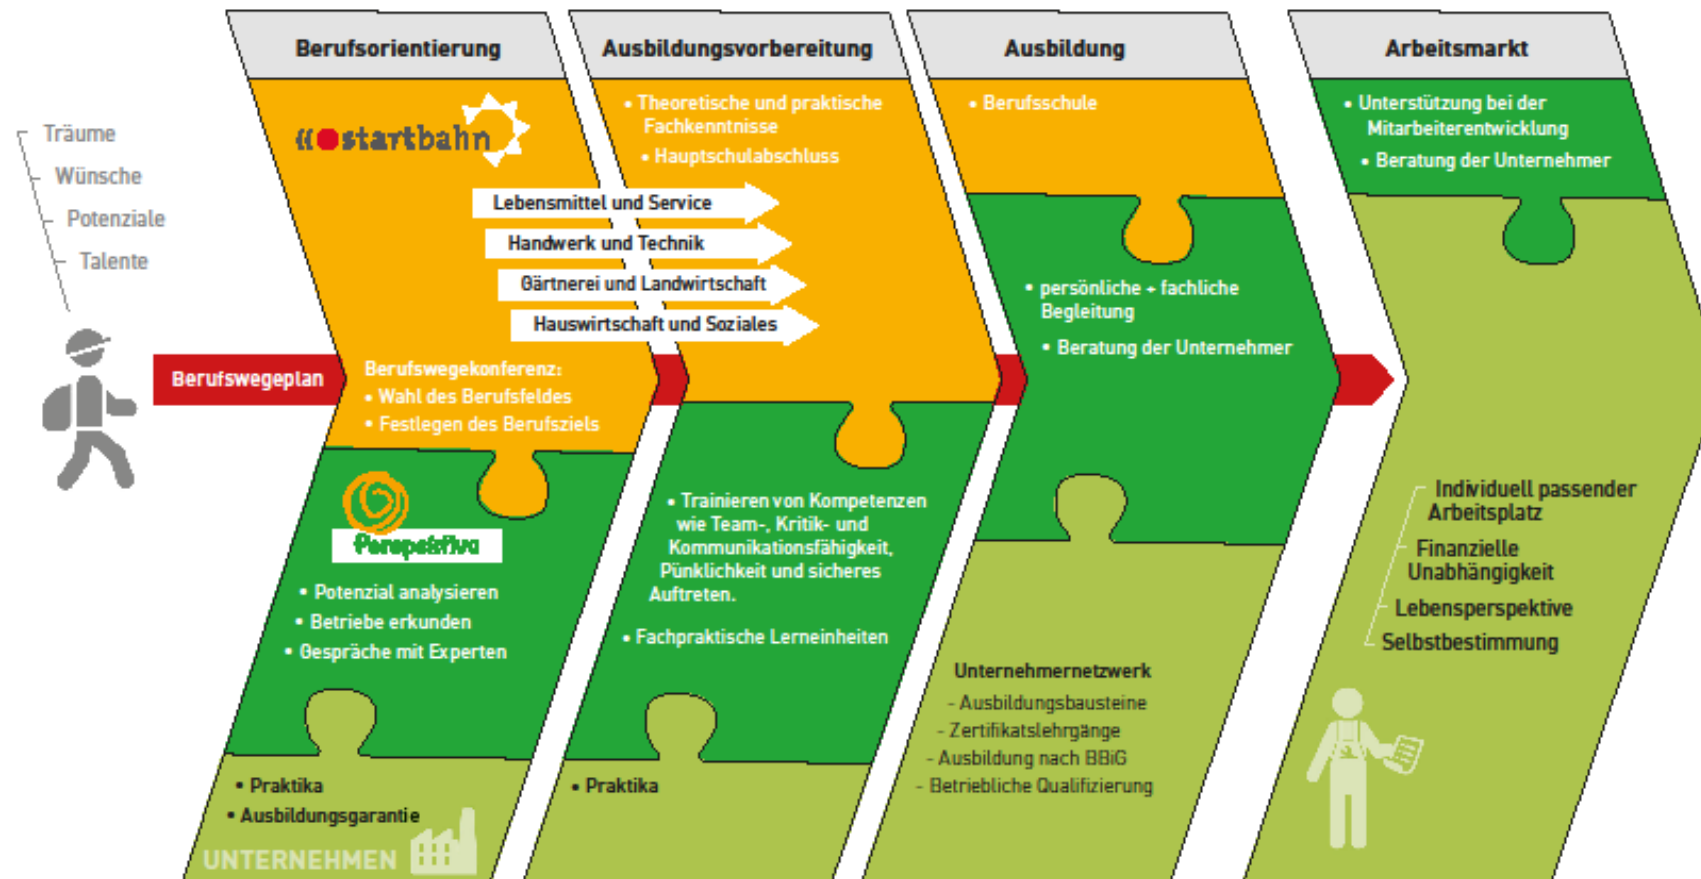 Träume
Wünsche
Potenziale
Talente
Berufswegeplan
Berufsorientierung
startbahn
Berufswegekonferenz:
• Wahl des Berufsfeldes
• Festlegen des Berufsziels
Perspektiva
• Potenzial analysieren
• Betriebe erkunden
• Gespräche mit Experten
• Praktika
• Ausbildungsgarantie
UNTERNEHMEN
Lebensmittel und Service
Handwerk und Technik
Gärtnerei und Landwirtschaft
Hauswirtschaft und Soziales
Ausbildungsvorbereitung
• Theoretische und praktische
Fachkenntnisse
• Hauptschulabschluss
• Trainieren von Kompetenzen
wie Team-, Kritik- und
Kommunikationsfähigkeit,
Pünklichkeit und sicheres
Auftreten.
• Fachpraktische Lerneinheiten
• Praktika
Ausbildung
• Berufsschule
• persönliche + fachliche
Begleitung
• Beratung der Unternehmer
Unternehmernetzwerk
- Ausbildungsbausteine
- Zertifikatslehrgänge
- Ausbildung nach BBiG
- Betriebliche Qualifizierung
Arbeitsmarkt
• Unterstützung bei der
Mitarbeiterentwicklung
• Beratung der Unternehmer
Individuell passender
Arbeitsplatz
Finanzielle
Unabhängigkeit
Lebensperspektive
Selbstbestimmung